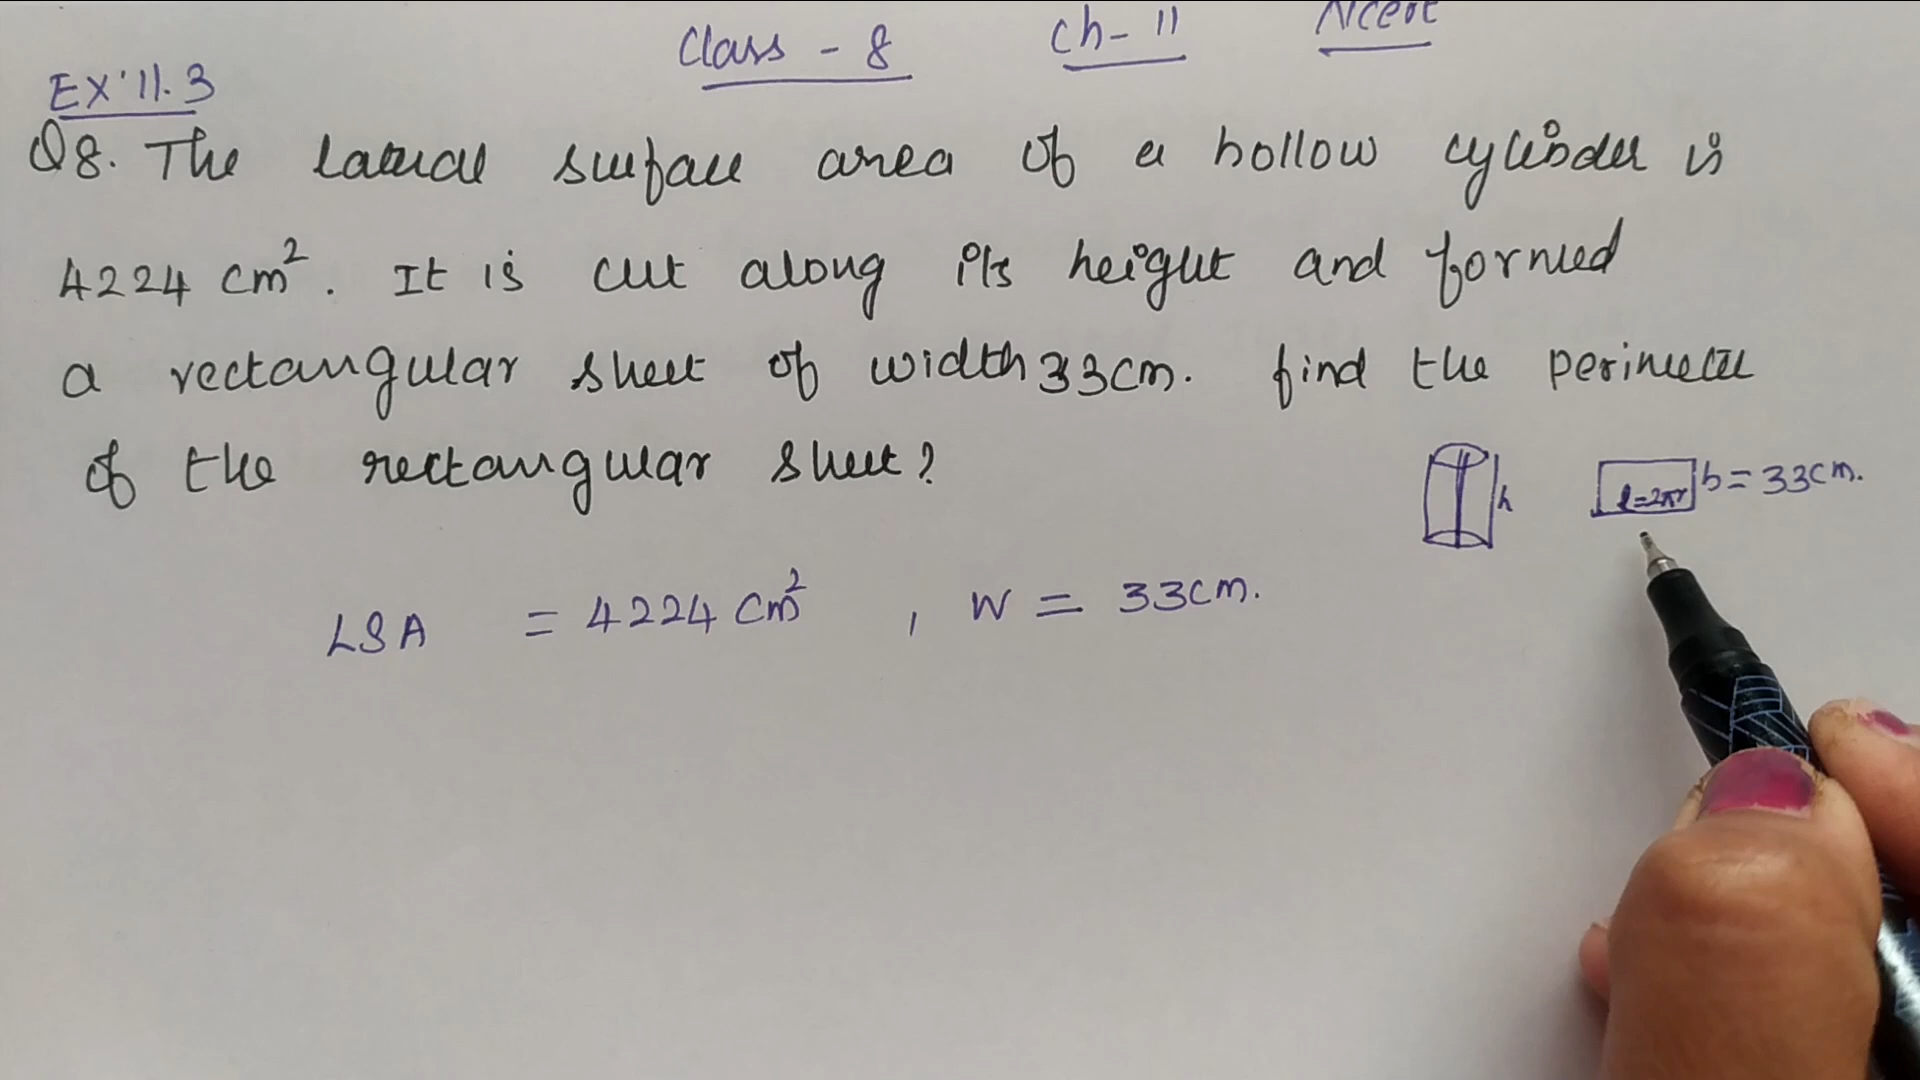 Class - 8 Ch- 11 Ncert
EX'11.3
Q8. The lateral surface area of a hollow cylinder is
4224 cm². It is cut along its height and formed
a rectangular sheet of width 33cm. find the perimeter
of the rectangular sheet?
h l=2πr b=33cm.
LSA = 4224 cm² , W = 33cm.